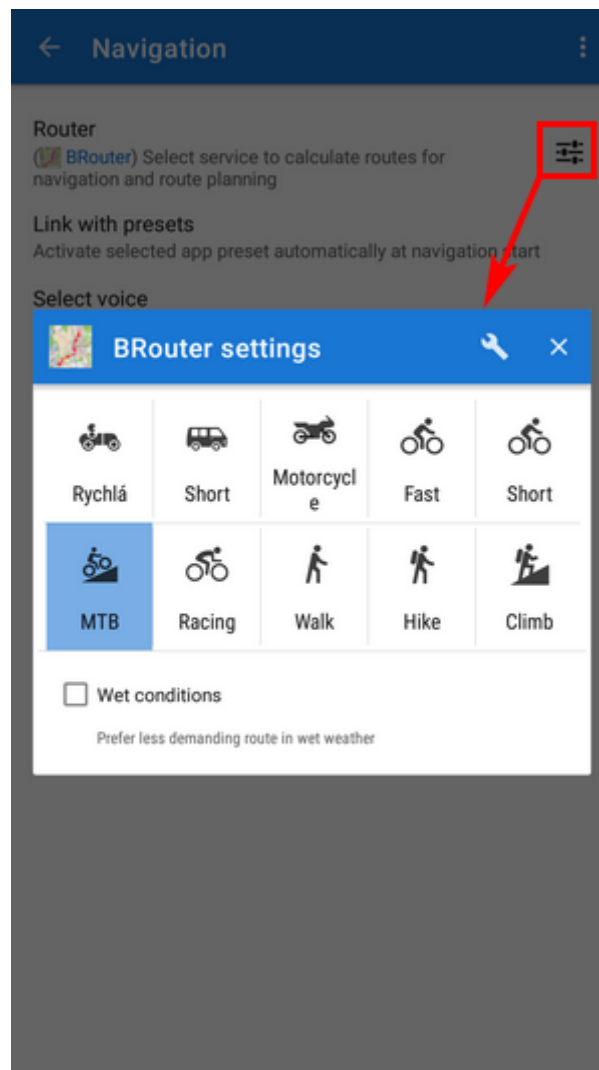 Navigation
Router
(BRouter) Select service to calculate routes for
navigation and route planning
Link with presets
Activate selected app preset automatically at navigation start
Select voice
BRouter settings
Rychlá
Short
Motorcycl
e
Fast
Short
MTB
Racing
Walk
Hike
Climb
Wet conditions
Prefer less demanding route in wet weather